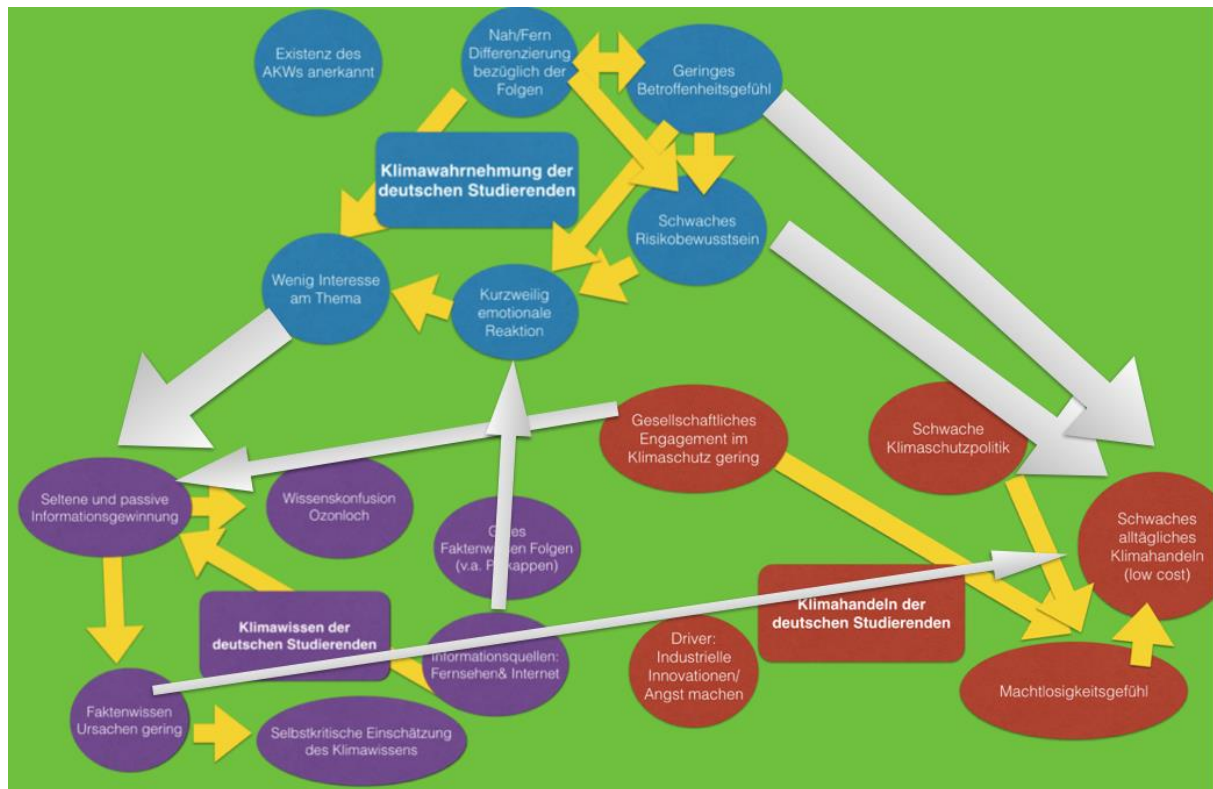 Existenz des
AKWs anerkannt
Nah/Fern
Differenzierung
bezüglich der
Folgen
Geringes
Betroffenheitsgefühl
Klimawahrnehmung der
deutschen Studierenden
Schwaches
Risikobewusstsein
Wenig Interesse
am Thema
Kurzweilig
emotionale
Reaktion
Gesellschaftliches
Engagement im
Klimaschutz gering
Schwache
Klimaschutzpolitik
Seltene und passive
Informationsgewinnung
Wissenskonfusion
Ozonloch
Faktenwissen Folgen
(v.a.
Schwaches
alltägliches
Klimahandeln
(low cost)
Klimawissen der
deutschen Studierenden
Informationsquellen:
Fernsehen& Internet
Driver:
Industrielle
Innovationen/
Angst machen
Klimahandeln der
deutschen Studierenden
Machtlosigkeitsgefühl
Faktenwissen
Ursachen gering
Selbstkritische Einschätzung
des Klimawissens